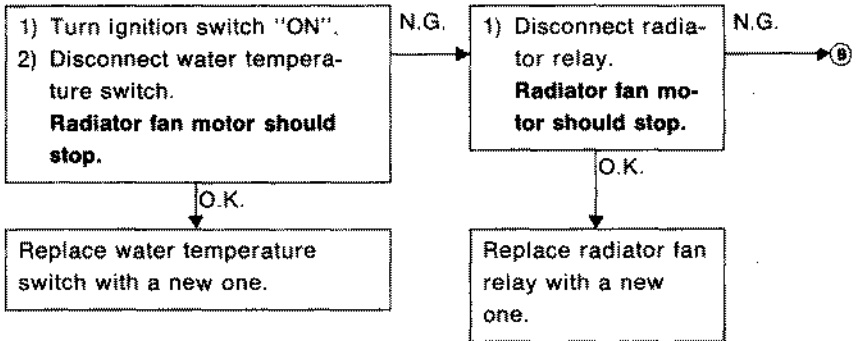 1) Turn ignition switch "ON".
2) Disconnect water tempera-
ture switch.
Radiator fan motor should
stop.
N.G.
1) Disconnect radia-
tor relay.
Radiator fan mo-
tor should stop.
N.G.
B
O.K.
O.K.
Replace water temperature
switch with a new one.
Replace radiator fan
relay with a new
one.